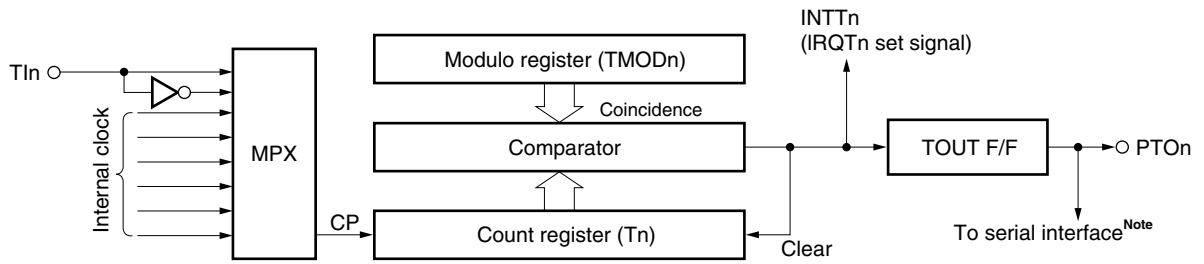 INTTn
(IRQTn set signal)
TIn
Modulo register (TMODn)
Coincidence
Internal clock
MPX
Comparator
TOUT F/F
PTOn
CP
Count register (Tn)
Clear
To serial interface Note